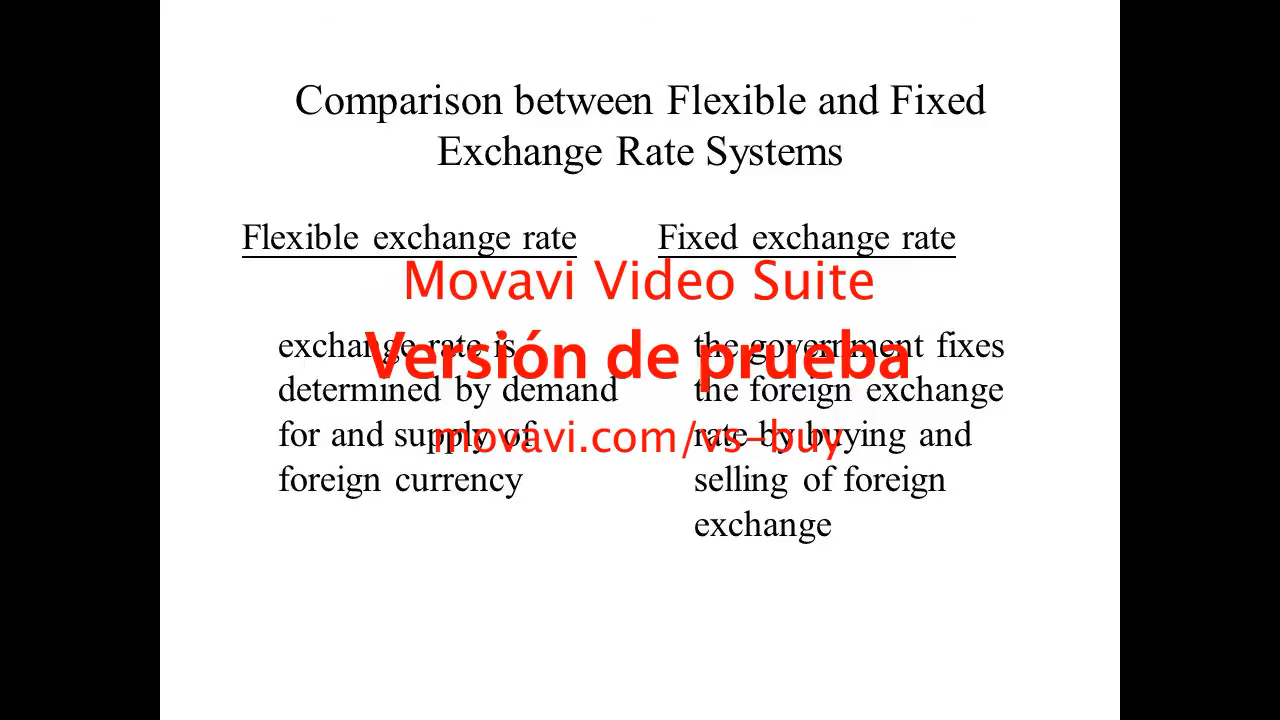 Comparison between Flexible and Fixed
Exchange Rate Systems
Flexible exchange rate
exchange rate is
determined by demand
for and supply of
foreign currency
Fixed exchange rate
the government fixes
the foreign exchange
rate by buying and
selling of foreign
exchange
Movavi Video Suite
Versión de prueba
movavi.com/vs-buy